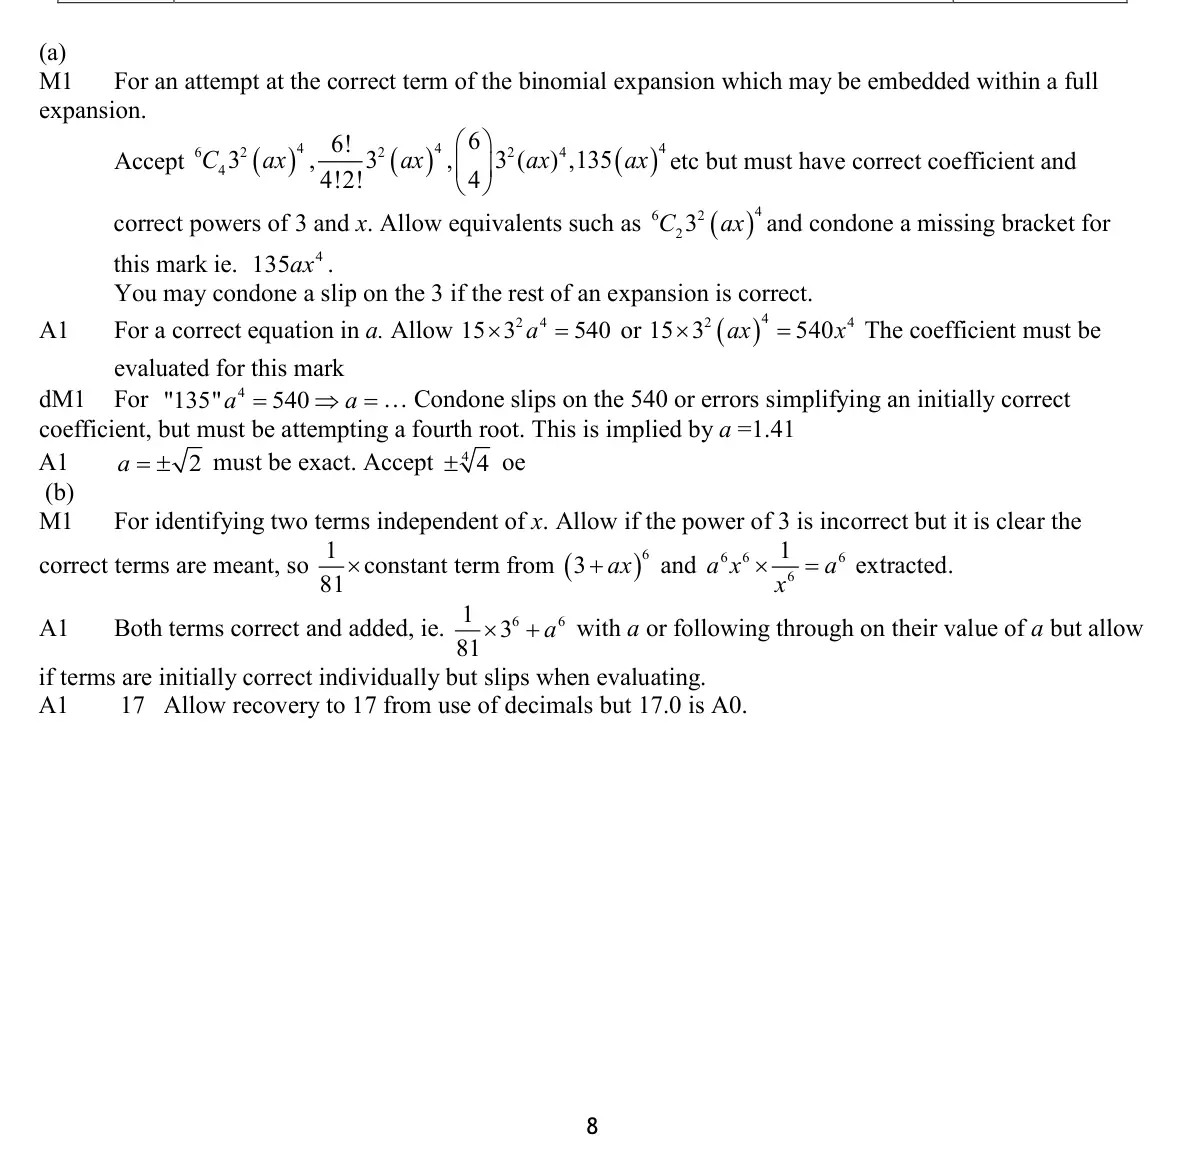 (a)
M1 For an attempt at the correct term of the binomial expansion which may be embedded within a full
expansion.
Accept ⁶C₄3²(ax)⁴, 6!/(4!2!) 3²(ax)⁴, (6 4)3²(ax)⁴, 135(ax)⁴ etc but must have correct coefficient and
correct powers of 3 and x. Allow equivalents such as ⁶C₂3²(ax)⁴ and condone a missing bracket for
this mark ie. 135ax⁴.
You may condone a slip on the 3 if the rest of an expansion is correct.
A1 For a correct equation in a. Allow 15×3²a⁴ = 540 or 15×3²(ax)⁴ = 540x⁴ The coefficient must be
evaluated for this mark
dM1 For "135"a⁴ = 540 ⇒ a = … Condone slips on the 540 or errors simplifying an initially correct
coefficient, but must be attempting a fourth root. This is implied by a =1.41
A1 a = ±√2 must be exact. Accept ±∜4 oe
(b)
M1 For identifying two terms independent of x. Allow if the power of 3 is incorrect but it is clear the
correct terms are meant, so 1/81 × constant term from (3+ax)⁶ and a⁶x⁶ × 1/x⁶ = a⁶ extracted.
A1 Both terms correct and added, ie. 1/81 × 3⁶ + a⁶ with a or following through on their value of a but allow
if terms are initially correct individually but slips when evaluating.
A1 17 Allow recovery to 17 from use of decimals but 17.0 is A0.
8